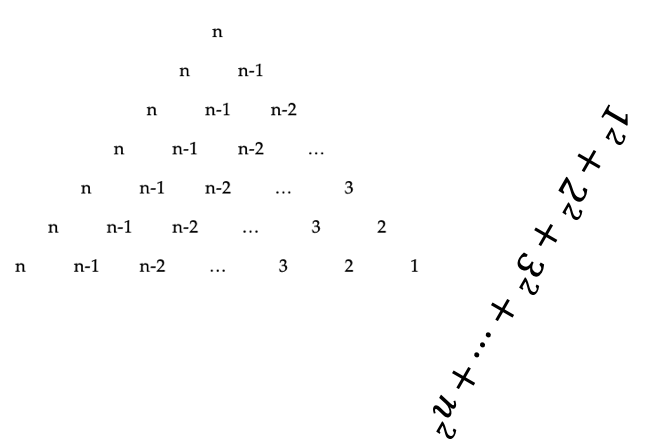 n
n n-1
n n-1 n-2
n n-1 n-2 …
n n-1 n-2 … 3
n n-1 n-2 … 3 2
n n-1 n-2 … 3 2 1
1² + 2² + 3² + … + n²